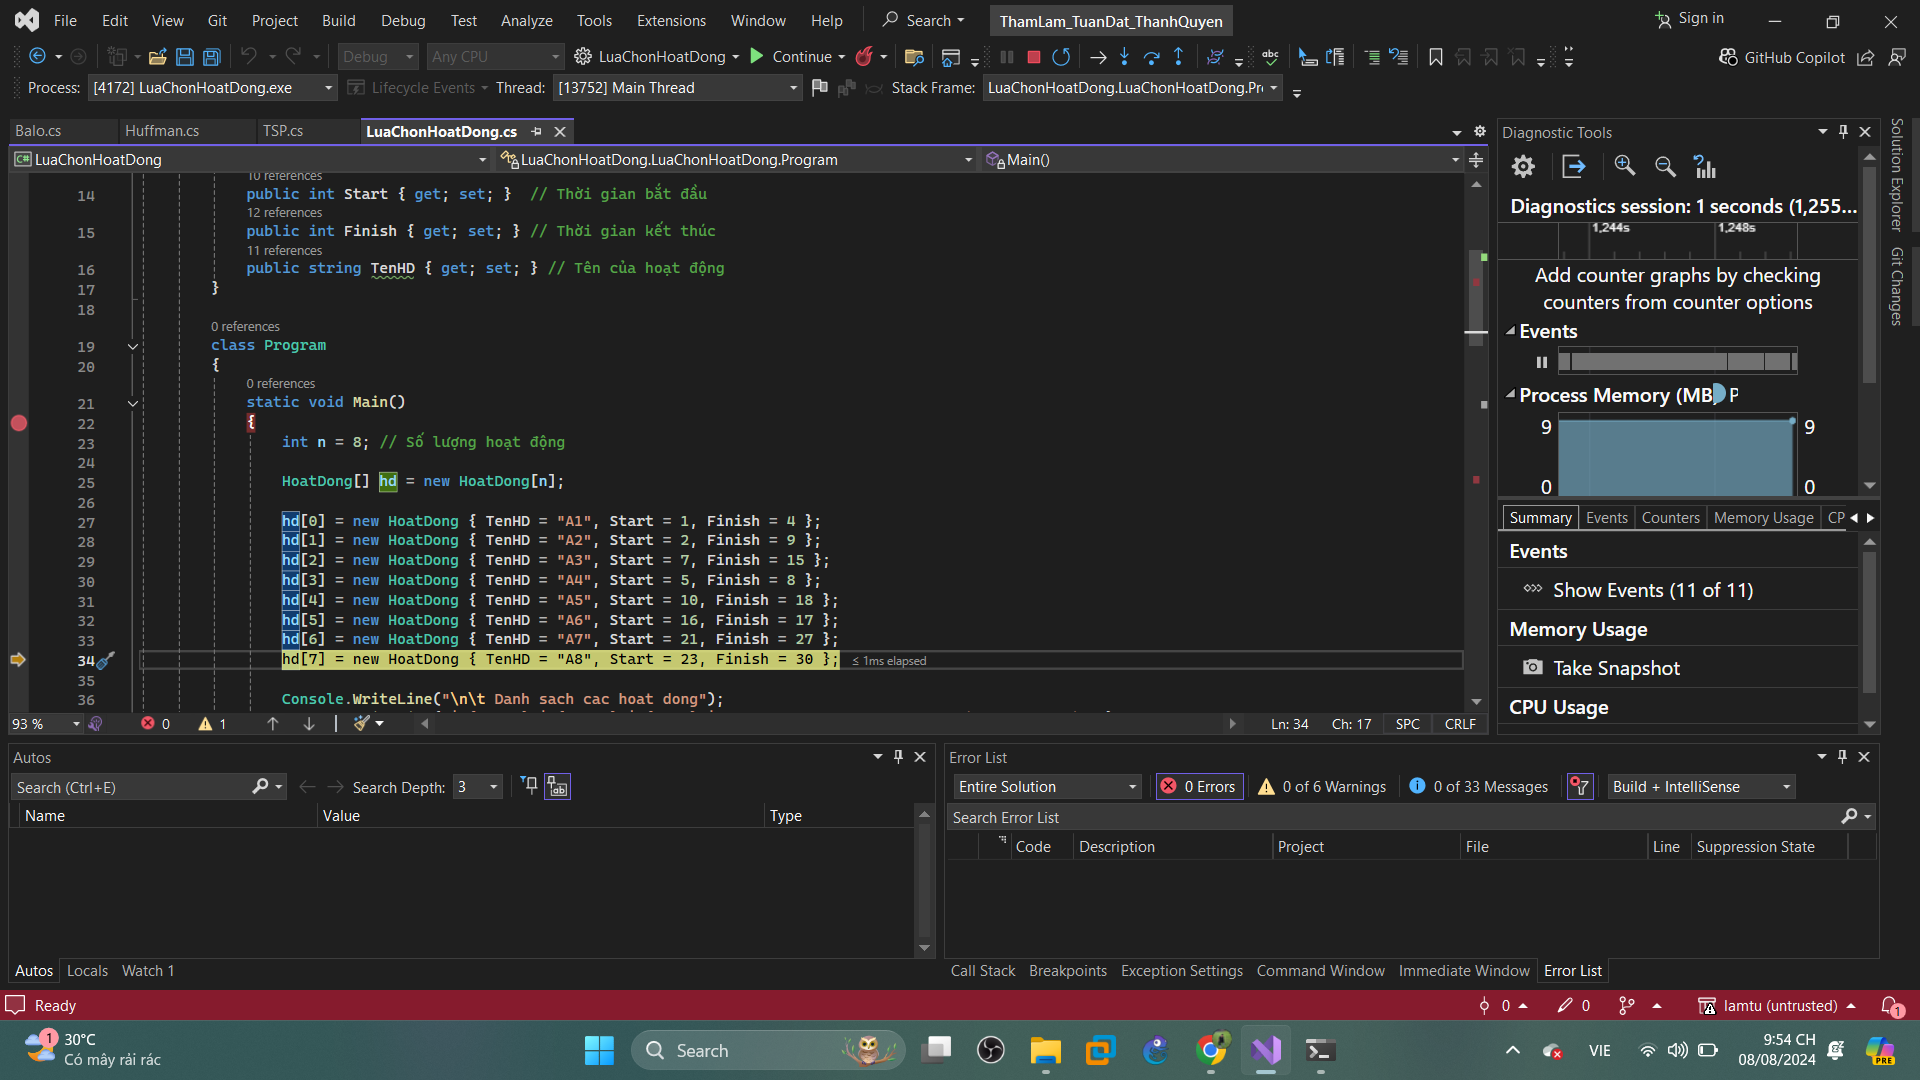 File Edit View Git Project Build Debug Test Analyze Tools Extensions Window Help Search ThamLam_TuanDat_ThanhQuyen Sign in
Debug Any CPU LuaChonHoatDong Continue GitHub Copilot
Process: [4172] LuaChonHoatDong.exe Lifecycle Events Thread: [13752] Main Thread Stack Frame: LuaChonHoatDong.LuaChonHoatDong.Pr
Balo.cs Huffman.cs TSP.cs LuaChonHoatDong.cs
LuaChonHoatDong LuaChonHoatDong.LuaChonHoatDong.Program Main()
10 references
14 public int Start { get; set; } // Thời gian bắt đầu
12 references
15 public int Finish { get; set; } // Thời gian kết thúc
11 references
16 public string TenHD { get; set; } // Tên của hoạt động
17 }
18
0 references
19 class Program
20 {
0 references
21 static void Main()
22 {
23 int n = 8; // Số lượng hoạt động
24
25 HoatDong[] hd = new HoatDong[n];
26
27 hd[0] = new HoatDong { TenHD = "A1", Start = 1, Finish = 4 };
28 hd[1] = new HoatDong { TenHD = "A2", Start = 2, Finish = 9 };
29 hd[2] = new HoatDong { TenHD = "A3", Start = 7, Finish = 15 };
30 hd[3] = new HoatDong { TenHD = "A4", Start = 5, Finish = 8 };
31 hd[4] = new HoatDong { TenHD = "A5", Start = 10, Finish = 18 };
32 hd[5] = new HoatDong { TenHD = "A6", Start = 16, Finish = 17 };
33 hd[6] = new HoatDong { TenHD = "A7", Start = 21, Finish = 27 };
34 hd[7] = new HoatDong { TenHD = "A8", Start = 23, Finish = 30 }; ≤ 1ms elapsed
35
36 Console.WriteLine("\n\t Danh sach cac hoat dong");
93 % 0 1 Ln: 34 Ch: 17 SPC CRLF
Diagnostic Tools
Diagnostics session: 1 seconds (1,255...
1,244s 1,248s
Add counter graphs by checking
counters from counter options
Events
Process Memory (MB) P
9 9
0 0
Summary Events Counters Memory Usage CP
Events
Show Events (11 of 11)
Memory Usage
Take Snapshot
CPU Usage
Solution Explorer
Git Changes
Autos
Search (Ctrl+E) Search Depth: 3
Name Value Type
Autos Locals Watch 1
Error List
Entire Solution 0 Errors 0 of 6 Warnings 0 of 33 Messages Build + IntelliSense
Search Error List
Code Description Project File Line Suppression State
Call Stack Breakpoints Exception Settings Command Window Immediate Window Error List
Ready 0 0 lamtu (untrusted) 1
1 30°C
Có mây rải rác
Search
VIE
9:54 CH
08/08/2024
PRE